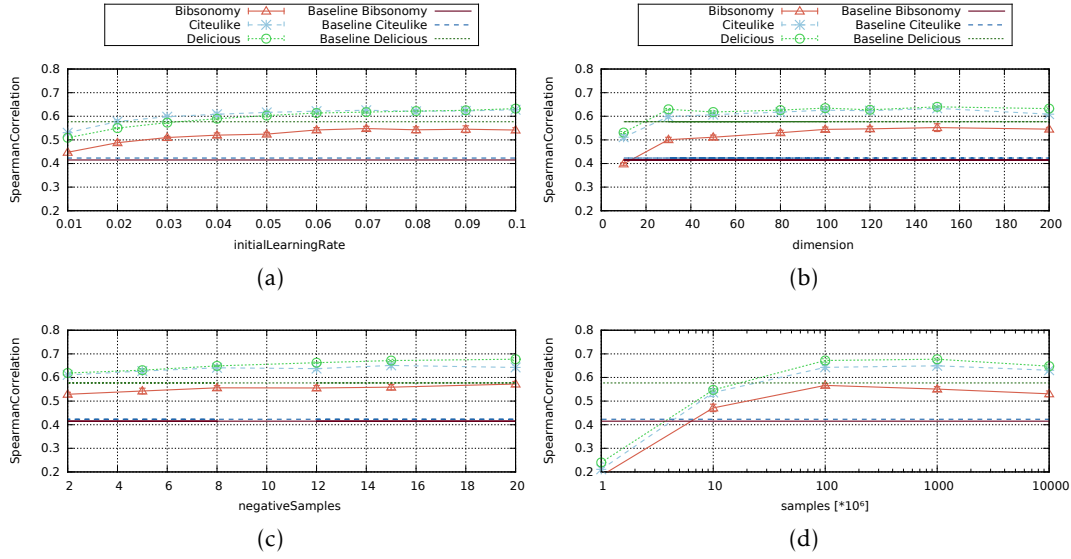 Bibsonomy Baseline Bibsonomy
Citeulike Baseline Citeulike
Delicious Baseline Delicious
SpearmanCorrelation
0.8
0.7
0.6
0.5
0.4
0.3
0.2
0.01 0.02 0.03 0.04 0.05 0.06 0.07 0.08 0.09 0.1
initialLearningRate
(a)
Bibsonomy Baseline Bibsonomy
Citeulike Baseline Citeulike
Delicious Baseline Delicious
SpearmanCorrelation
0.8
0.7
0.6
0.5
0.4
0.3
0.2
0 20 40 60 80 100 120 140 160 180 200
dimension
(b)
SpearmanCorrelation
0.8
0.7
0.6
0.5
0.4
0.3
0.2
2 4 6 8 10 12 14 16 18 20
negativeSamples
(c)
SpearmanCorrelation
0.8
0.7
0.6
0.5
0.4
0.3
0.2
1 10 100 1000 10000
samples [*10⁶]
(d)